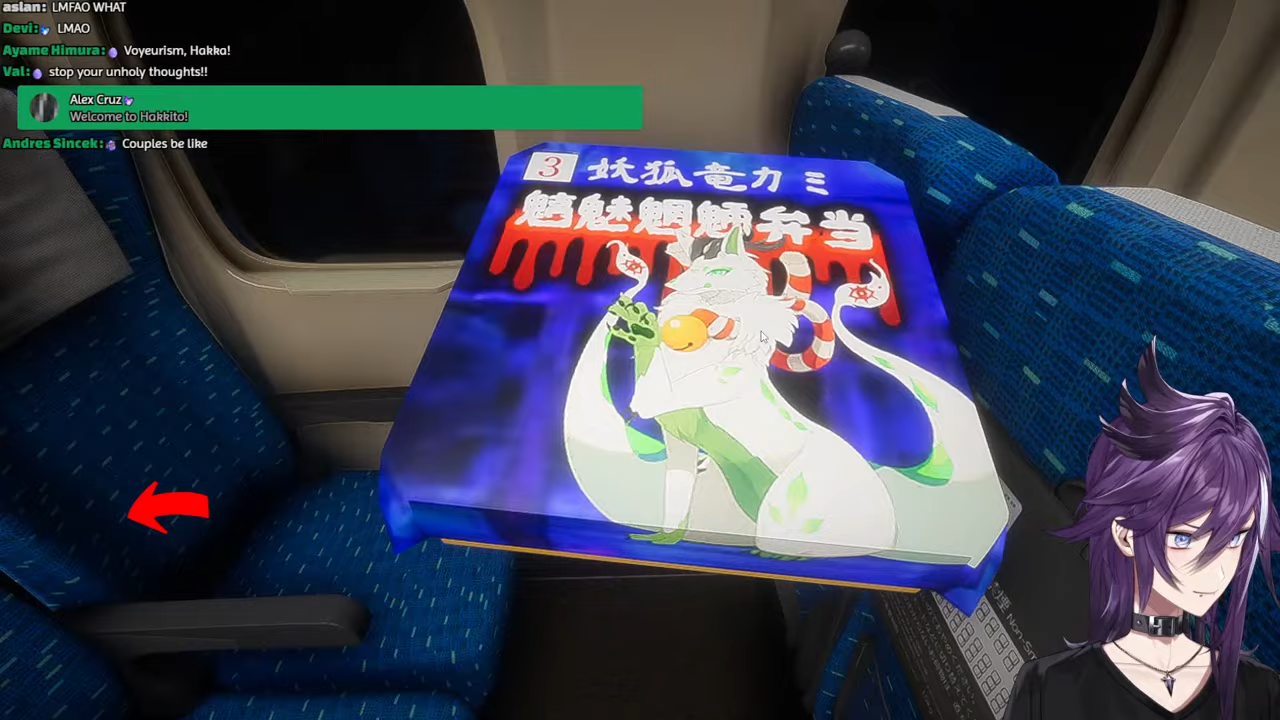 aslan: LMFAO WHAT
Devi: LMAO
Ayame Himura: Voyeurism, Hakka!
Val: stop your unholy thoughts!!
Alex Cruz
Welcome to Hakkito!
Andres Sincek: Couples be like
3 妖狐竜カミ
魑魅魍魎弁当